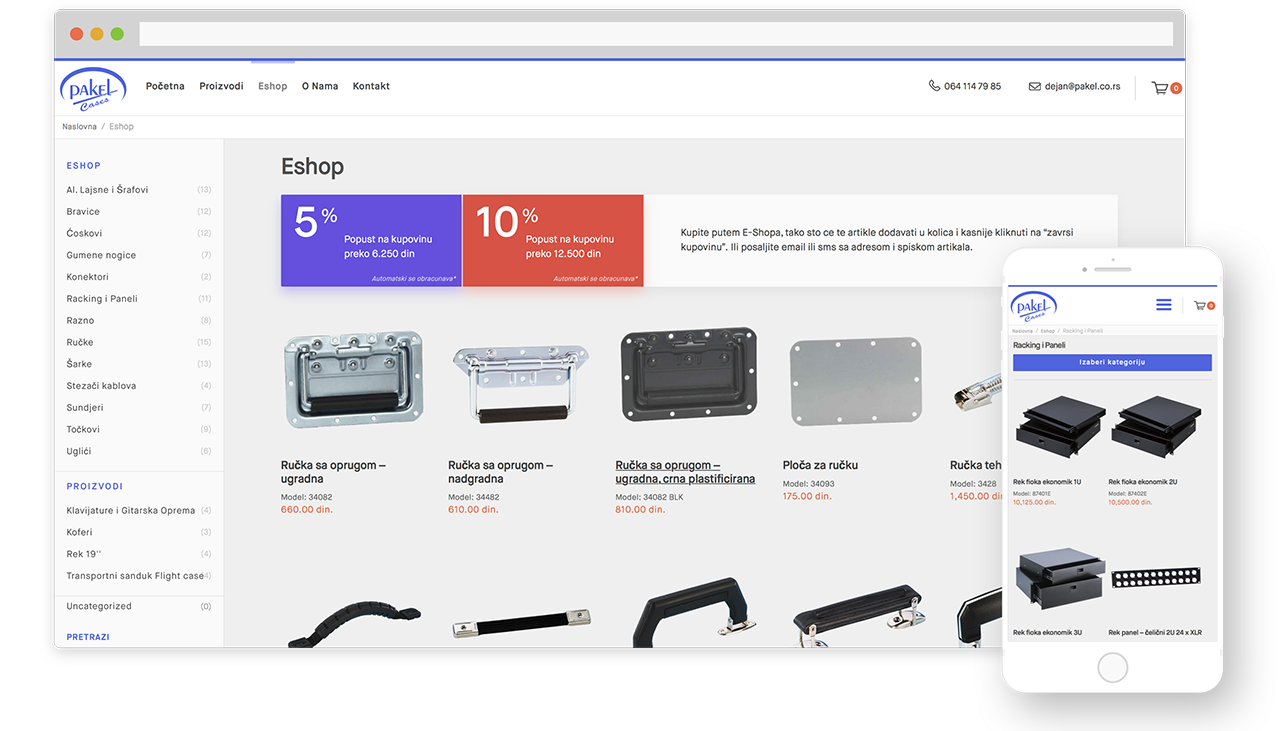 PAKEL
Cases
Početna
Proizvodi
Eshop
O Nama
Kontakt
064 114 79 85
dejan@pakel.co.rs
0
Naslovna / Eshop
ESHOP
Al. Lajsne i Šrafovi (13)
Bravice (12)
Ćoskovi (12)
Gumene nogice (7)
Konektori (2)
Racking i Paneli (11)
Razno (8)
Ručke (15)
Šarke (13)
Stezači kablova (4)
Sundjeri (7)
Točkovi (9)
Uglići (6)
PROIZVODI
Klavijature i Gitarska Oprema (4)
Koferi (3)
Rek 19'' (4)
Transportni sanduk Flight case (4)
Uncategorized (0)
PRETRAZI
Eshop
5%
Popust na kupovinu
preko 6.250 din
Automatski se obracunava*
10%
Popust na kupovinu
preko 12.500 din
Automatski se obracunava*
Kupite putem E-Shopa, tako sto ce te artikle dodavati u kolica i kasnije kliknuti na “zavrsi
kupovinu”. Ili posaljite email ili sms sa adresom i spiskom artikala.
Ručka sa oprugom –
ugradna
Model: 34082
660.00 din.
Ručka sa oprugom –
nadgradna
Model: 34482
610.00 din.
Ručka sa oprugom –
ugradna, crna plastificirana
Model: 34082 BLK
810.00 din.
Ploča za ručku
Model: 34093
175.00 din.
Ručka teh
Model: 3428
1,450.00 di
PAKEL
Cases
0
Naslovna / Eshop / Racking i Paneli
Racking i Paneli
Izaberi kategoriju
Rek fioka ekonomik 1U
Model: 87401E
10,125.00 din.
Rek fioka ekonomik 2U
Model: 87402E
10,500.00 din.
Rek fioka ekonomik 3U
Rek panel – čelični 2U 24 x XLR